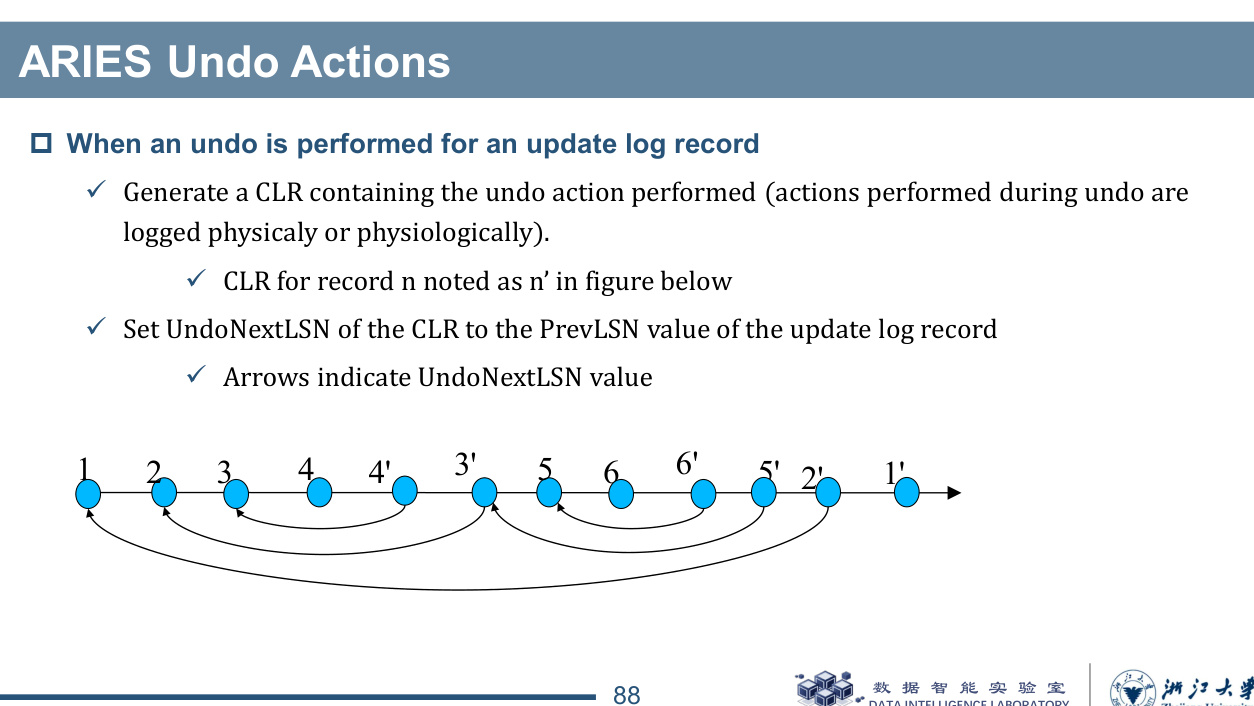 ARIES Undo Actions
When an undo is performed for an update log record
Generate a CLR containing the undo action performed (actions performed during undo are
logged physicaly or physiologically).
CLR for record n noted as n’ in figure below
Set UndoNextLSN of the CLR to the PrevLSN value of the update log record
Arrows indicate UndoNextLSN value
1 2 3 4 4' 3' 5 6 6' 5' 2' 1'
88
数据智能实验室
DATA INTELLIGENCE LABORATORY
浙江大学